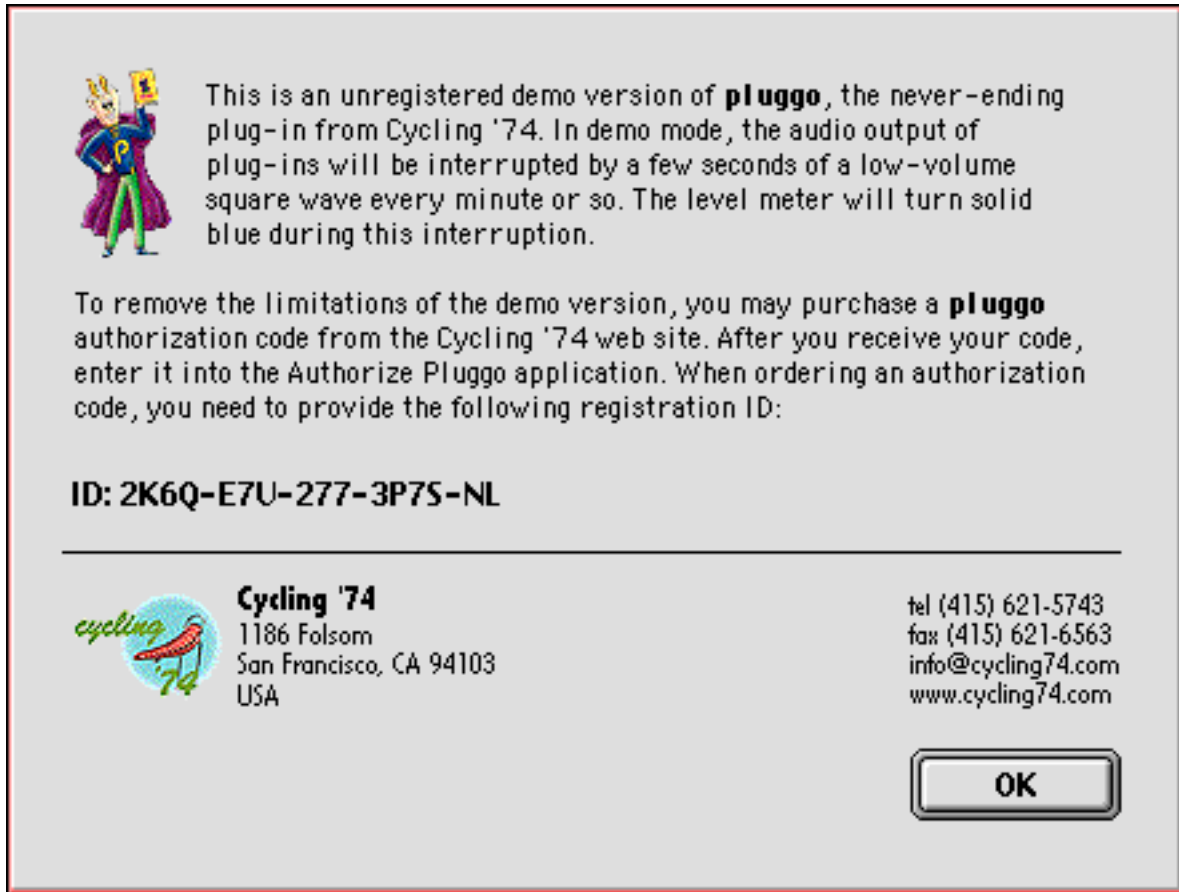 This is an unregistered demo version of pluggo, the never-ending
plug-in from Cycling '74. In demo mode, the audio output of
plug-ins will be interrupted by a few seconds of a low-volume
square wave every minute or so. The level meter will turn solid
blue during this interruption.
To remove the limitations of the demo version, you may purchase a pluggo
authorization code from the Cycling '74 web site. After you receive your code,
enter it into the Authorize Pluggo application. When ordering an authorization
code, you need to provide the following registration ID:
ID: 2K6Q-E7U-277-3P7S-NL
cycling
'74
Cycling '74
1186 Folsom
San Francisco, CA 94103
USA
tel (415) 621-5743
fax (415) 621-6563
info@cycling74.com
www.cycling74.com
OK